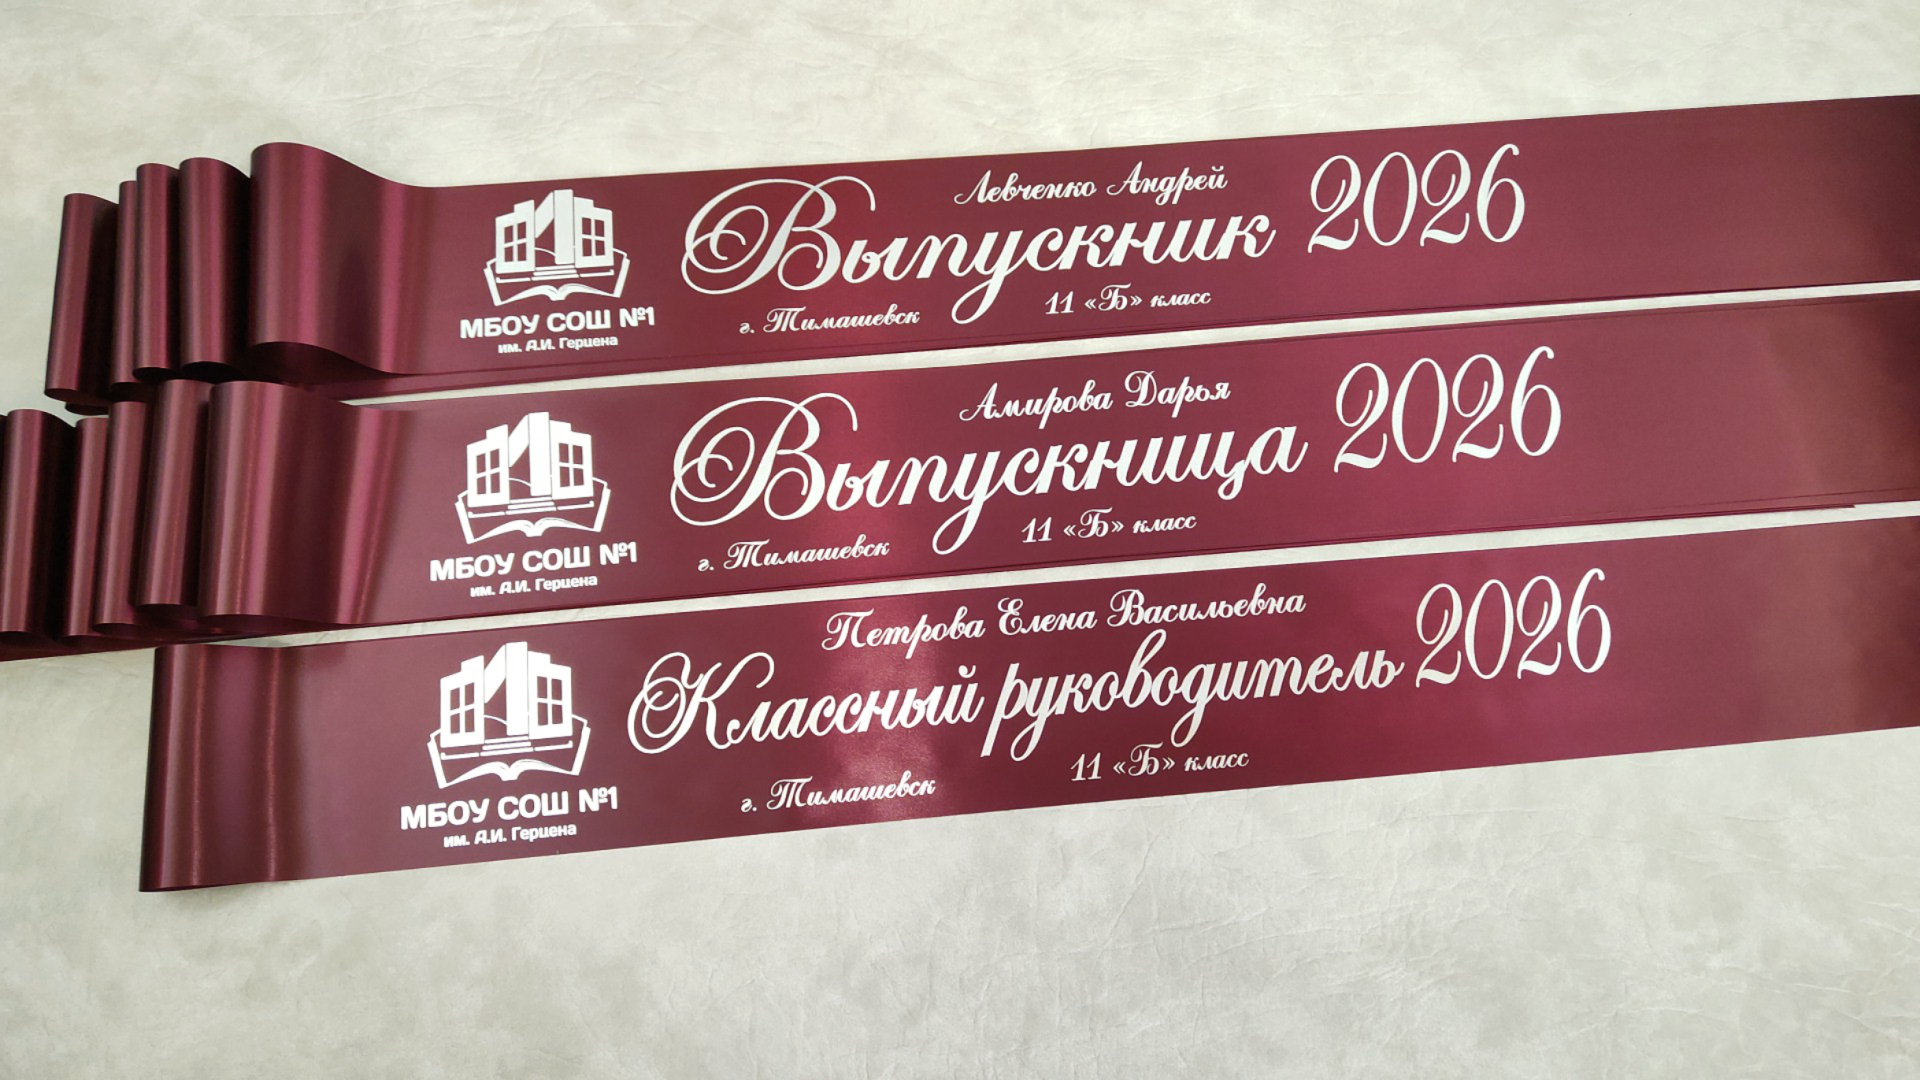 МБОУ СОШ №1
им. А.И. Герцена
Левченко Андрей
Выпускник 2026
г. Тимашевск
11 «Б» класс
МБОУ СОШ №1
им. А.И. Герцена
Амирова Дарья
Выпускница 2026
г. Тимашевск
11 «Б» класс
МБОУ СОШ №1
им. А.И. Герцена
Петрова Елена Васильевна
Классный руководитель 2026
г. Тимашевск
11 «Б» класс